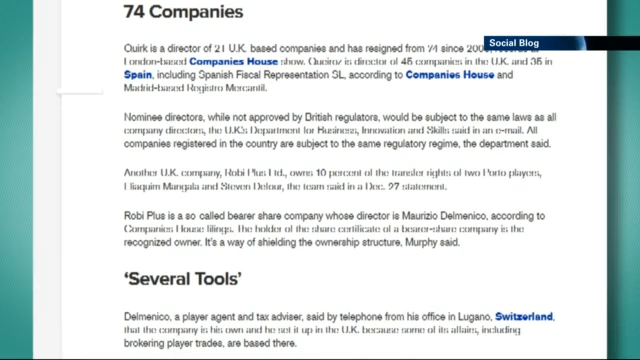 74 Companies
Social Blog
Quirk is a director of 21 U.K. based companies and has resigned from 74 since
London-based Companies House show. Queiroz is director of 45 companies in the U.K. and 35 in
Spain, including Spanish Fiscal Representation SL, according to Companies House and
Madrid-based Registro Mercantil.
Nominee directors, while not approved by British regulators, would be subject to the same laws as all
company directors, the U.K's Department for Business, Innovation and Skills said in an e-mail. All
companies registered in the country are subject to the same regulatory regime, the department said.
Another U.K. company, Robi Plus Ltd., owns 10 percent of the transfer rights of two Porto players,
Eliaquim Mangala and Steven Defour, the team said in a Dec. 27 statement.
Robi Plus is a so called bearer share company whose director is Maurizio Delmenico, according to
Companies House filings. The holder of the share certificate of a bearer-share company is the
recognized owner. It's a way of shielding the ownership structure, Murphy said.
'Several Tools'
Delmenico, a player agent and tax adviser, said by telephone from his office in Lugano, Switzerland,
that the company is his own and he set it up in the U.K. because some of its affairs, including
brokering player trades, are based there.